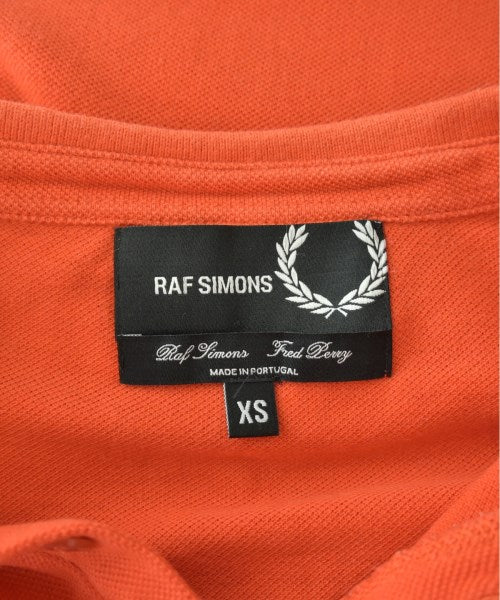 RAF SIMONS
Raf Simons Fred Perry
MADE IN PORTUGAL
XS